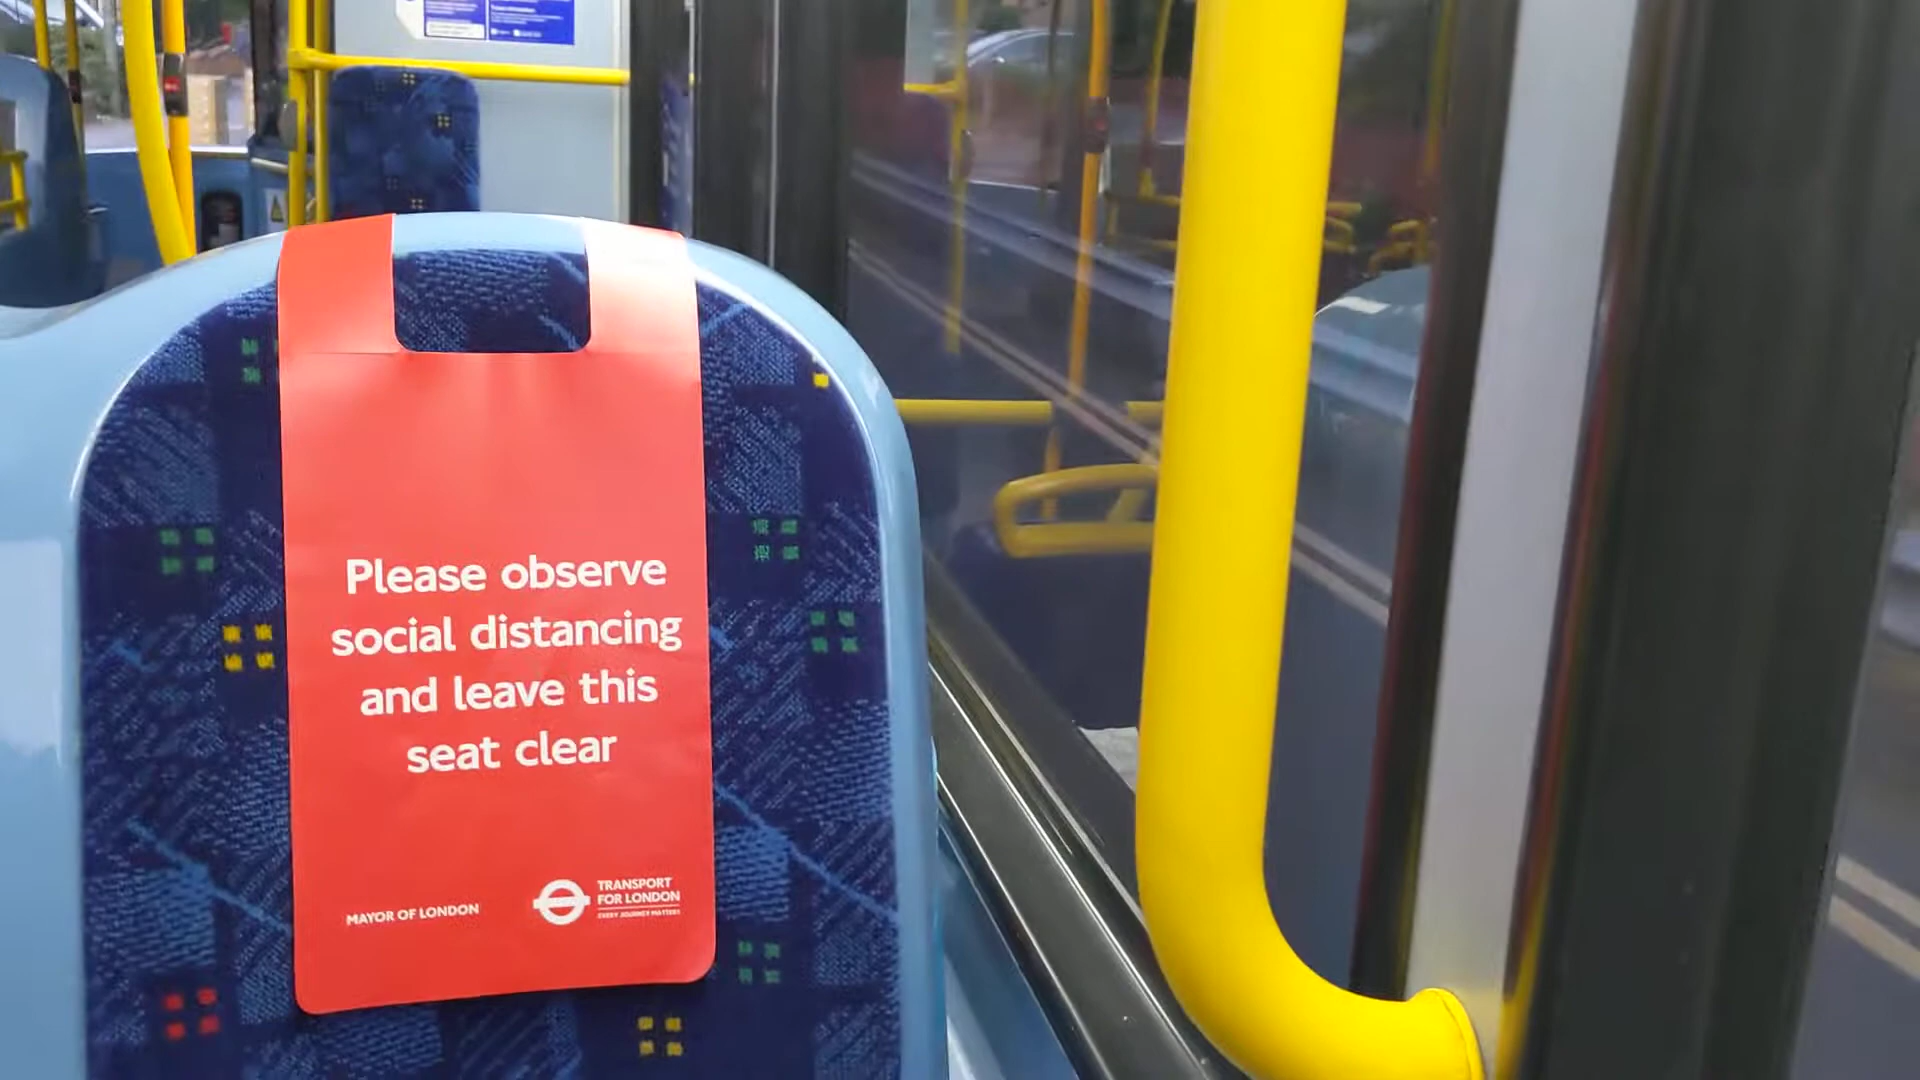 Please observe
social distancing
and leave this
seat clear
MAYOR OF LONDON
TRANSPORT
FOR LONDON
EVERY JOURNEY MATTERS